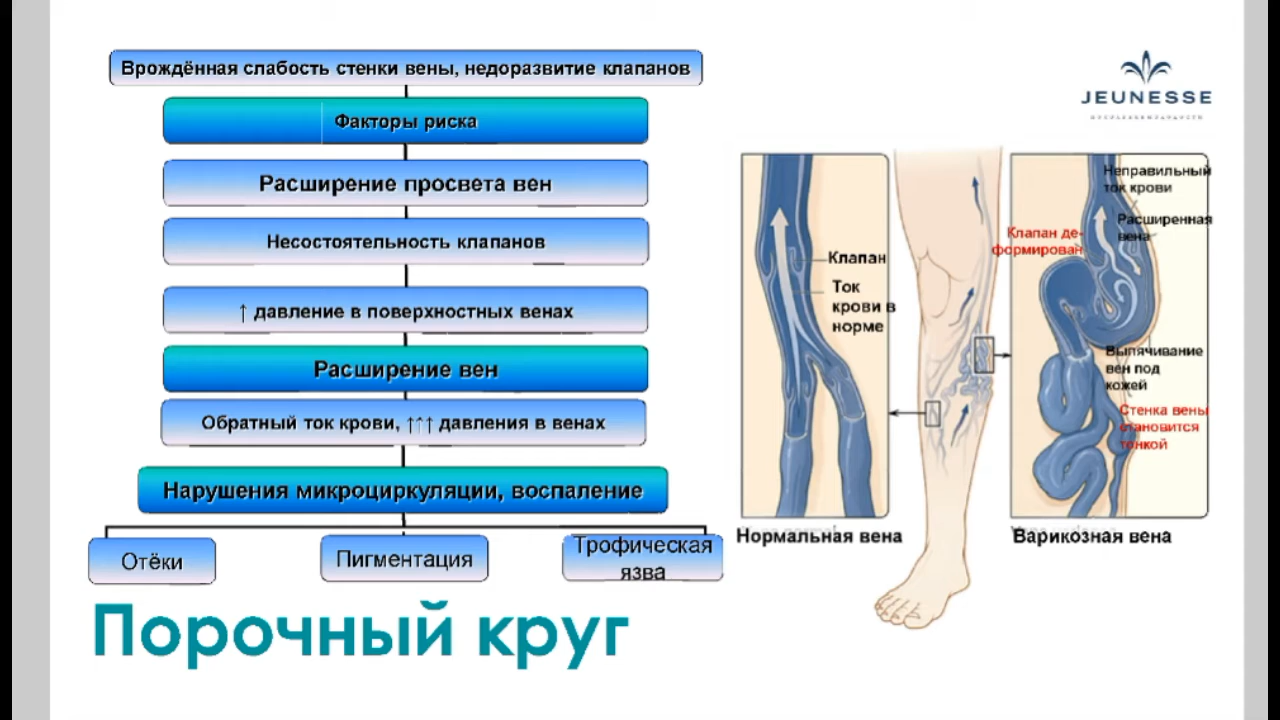 Врождённая слабость стенки вены, недоразвитие клапанов
Факторы риска
Расширение просвета вен
Несостоятельность клапанов
↑ давление в поверхностных венах
Расширение вен
Обратный ток крови, ↑↑↑ давления в венах
Нарушения микроциркуляции, воспаление
Отёки
Пигментация
Трофическая
язва
Порочный круг
JEUNESSE
Клапан
Ток
крови в
норме
Нормальная вена
Неправильный
ток крови
Расширенная
вена
Клапан де-
формирован
Выпячивание
вен под
кожей
Стенка вены
становится
тонкой
Варикозная вена